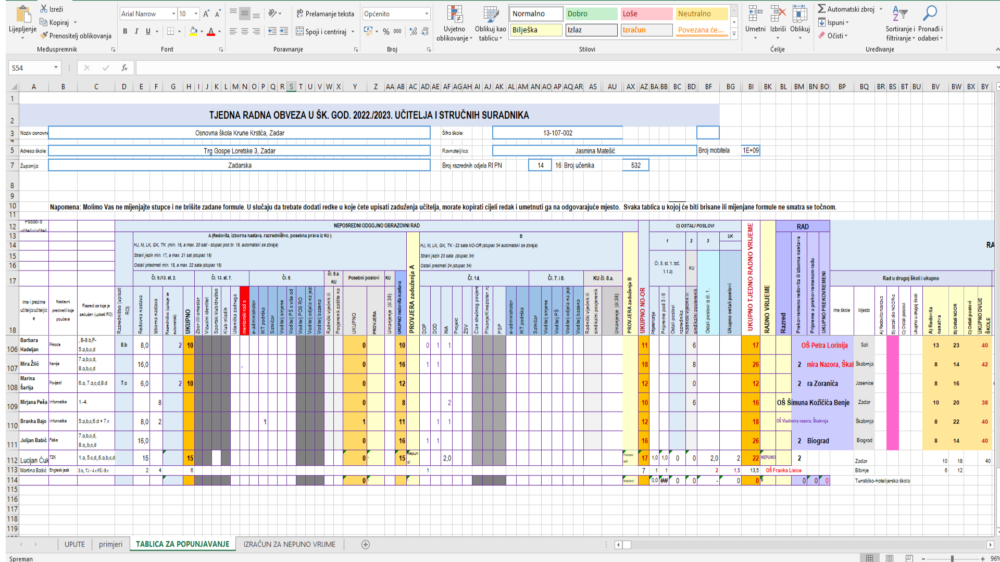 Izreži
Kopiraj
Prenositelj oblikovanja
Lijepljenje
Međuspremnik
Arial Narrow 10
B I U
Font
Prelamanje teksta
Spoji i centriraj
Poravnanje
Općenito
% 000
Broj
Uvjetno oblikovanje
Oblikuj kao tablicu
Normalno Dobro Loše Neutralno
Bilješka Izlaz Izračun Povezana će...
Stilovi
Umetni Izbriši Oblikuj
Ćelije
Automatski zbroj
Ispuni
Očisti
Sortiranje i filtriranje
Pronađi i odaberi
Uređivanje
S54
fx
A B C D E F G H I J K L M N O P Q R S T U V W X Y Z AA AB AC AD AE AF AG AH AI AJ AK AL AM AN AO AP AQ AR AS AU AX AZ BA BB BC BD BF BG BI BK BL BM BN BO BP BQ BR BS BT BU BV BW BX BY
1
2 TJEDNA RADNA OBVEZA U ŠK. GOD. 2022./2023. UČITELJA I STRUČNIH SURADNIKA
3 Naziv osnovne Osnovna škola Krune Krstića, Zadar Šifra škole: 13-107-002
4
5 Adresa škole: Trg Gospe Loretske 3, Zadar Ravnatelj/ica: Jasmina Matešić Broj mobitela 1E+09
7 Županija: Zadarska Broj razrednih odjela RI PN 14 16 Broj učenika 532
8
9
10 Napomena: Molimo Vas ne mijenjajte stupce i ne brišite zadane formule. U slučaju da trebate dodati redke u koje ćete upisati zaduženja učitelja, morate kopirati cijeli redak i umetnuti ga na odgovarajuće mjesto. Svaka tablica u kojoj će biti brisane ili mijenjane formule ne smatra se točnom.
11
12 Podaci o učitelju/učitelji NEPOSREDNI ODGOJNO OBRAZOVNI RAD C) OSTALI POSLOVI RAD
13 A (Redovita, izborna nastava, razredništvo, posebna prava iz KU ) B UK
14 HJ, M, LK, GK, TK (min. 16, a max. 20 sati - stupac pod br. 16. automatski se zbraja) HJ, M, LK, GK, TK - 22 sata NO-OR (stupac 34 automatski se zbraja) 1 2 3 RA
15 Strani jezik min. 17, a max. 21 sat (stupac 16) Strani jezik 23 sata (stupac 34)
16 Ostali predmeti min. 18, a max. 22 sata (stupac 16) Ostali predmeti 24 (stupac 34) Čl. 5. st. 1. toč. 1.1.a) KU
17 Čl. 9./13. st. 2. Čl. 13. st. 7. Čl. 8. čl. 8.a. KU Posebni poslovi KU Čl. 14. Čl. 7. i 8. KU čl. 8.a. Rad u drugoj školi i ukupno
18 Ime i prezime učitelja/učiteljice
Nastavni predmeti koje poučava
Razredi za koje je zadužen (upisati RO)
Razredništvo (upisati ROJ)
Redovna nastava
Izborna nastava
Razredništvo (upisuje se automatski)
UKUPNO
Zbor i/ili orkestar
Vizualni identitet
Sportski klub/društvo
Klub mladih
Učenička zadruga
mentorski rad s
e-administrator
IKT podrška
Satničar
Voditelj smjene
Voditelj PŠ s više od
Voditelj POS RO
Voditelj odjela na jezi
Voditelj bazena
Radnički vijećnik ili
Povjerenik zaštite na
UKUPNO
PROVJERA
Umanjenje (čl.38)
UKUPNO redovita nastava
PROVJERA zaduženja A
DOP
DOD
INA
Projekt
ŽSV
Član stručnog povjere
Plivanje/Kinezioter. rz
PSP
e-administrator
IKT podrška
Satničar
Voditelj smjene
Voditelj PŠ
Voditelj odjela na jezi
Voditelj bazena
Radnički vijećnik ili sindikalni povjerenik
Umanjenje (čl.38)
PROVJERA zaduženja B
UKUPNO NO-OR
Pripremanje
Pripreme pod 5 i 6
Ostali poslovi razrednika
Radnički vijećnik ili sindikalni povjerenik
Ostali poslovi iz čl. 1.
Ukupno ostali poslovi
UKUPNO TJEDNO RADNO VRIJEME
RADNO VRIJEME
Razred
Prekovremeno redovita ili izborna nastava
Pripreme u prekovremenom radu
UKUPNO PREKOVREMENI
Ime škole
Mjesto
A) Redovita nastava
B) ostali dio NOOR-a
C) Ostali poslovi
Ukupno u drugoj školi
A) Redovita nastava
B) Ostali NOOR
C) Ostali poslovi
UKUPNO DVIJE ŠKOLE
106 Barbara Hadeljan Priroda , B-8.b,P-5.a,b,c,d 8.b 8,0 2 10 0 10 0 1 1 11 6 17 OŠ Petra Lorinija Sali 13 23 40
107 Mira Žilić Kemija 7.a,b,c,d, 8.a,b,c,d 16,0 , 0 16 1 1 18 8 26 2 mira Nazora, Škal Škabrnja 8 14 42
108 Marina Šarlija Povijest/ 6.a, 7.a,c,d,8.d 7.c 6,0 2 10 0 12 12 0 12 2 ra Zoranića Jasenice 8 16
109 Mirjana Peša Informatika 1.-4. 8 0 8 2 10 6 16 OŠ Šimuna Kožičića Benje Zadar 10 20 38
110 Branka Bajo Informatika 5.a,b,c,6.d + 7.r. 8,0 2 1 1 11 1 1 12 18 OŠ Vladimira nazora, Škabrnja Škabrnja 8 22 40
111 Julijan Babić Fizika 7.a,b,c,d, 8.a,,b,c,d 16,0 0 16 1 1 16 26 2 Biograd Biograd 8 14 40
112 Lucijan Ćuk TZK 1.a, 5.c,d,,6.a,b,c,d 15 15 0 - 15 Nepuno! 2,0 17 1,0 1,0 0 0 2,0 2 22 NEPUNO 2 Zadar 10 18 40
113 Martina Bašić Engleski jezik 3.b, TJ - 4.r.PŠ i 8.r 2 4 6 1 7 1 1 2 1,5 13,5 OŠ Franka Lisice Bibinje 6 12
114 0 - - 0,0 ## 0 0 - 0 0 0 0 0 Turističko-hotelijerska škola
115
116
117
118
119
UPUTE primjeri TABLICA ZA POPUNJAVANJE IZRAČUN ZA NEPUNO VRIJME
Spreman 96%